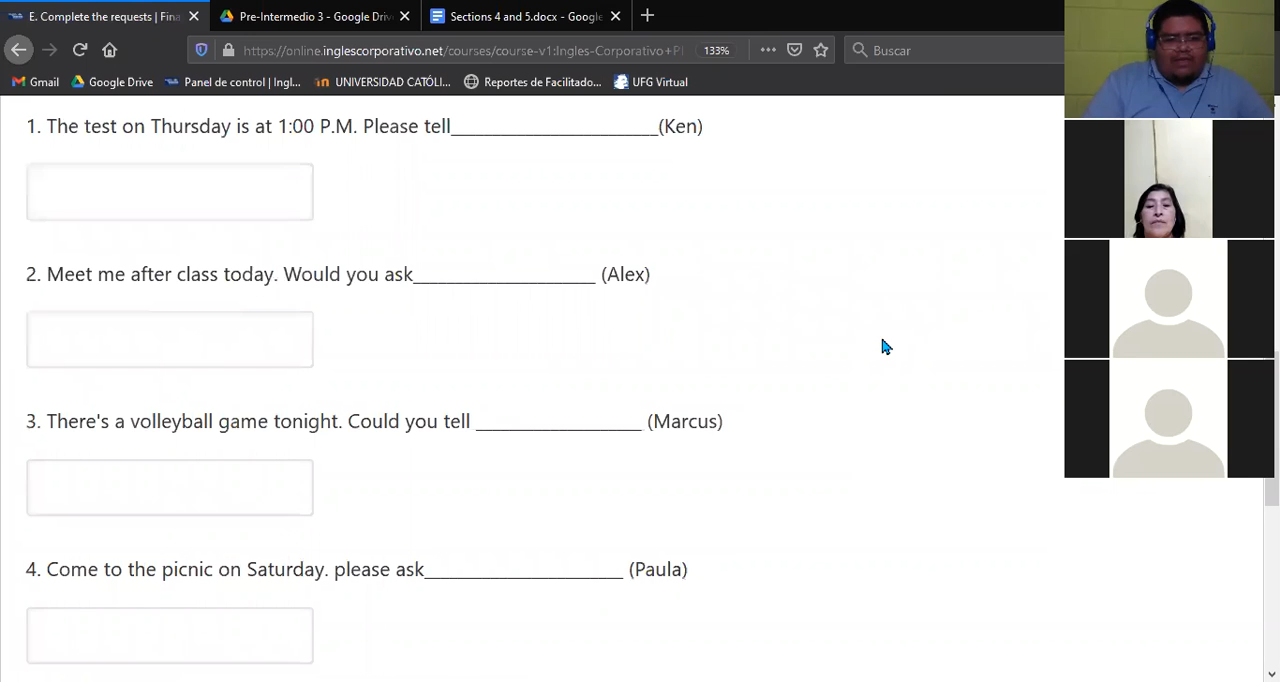 E. Complete the requests | Fina
Pre-Intermedio 3 - Google Driv
Sections 4 and 5.docx - Google
https://online.inglescorporativo.net/courses/course-v1:Ingles-Corporativo+P
133%
Buscar
Gmail
Google Drive
Panel de control | Ingl...
UNIVERSIDAD CATÓLI...
Reportes de Facilitado...
UFG Virtual
1. The test on Thursday is at 1:00 P.M. Please tell____________________(Ken)
2. Meet me after class today. Would you ask__________________ (Alex)
3. There's a volleyball game tonight. Could you tell ________________ (Marcus)
4. Come to the picnic on Saturday. please ask___________________ (Paula)